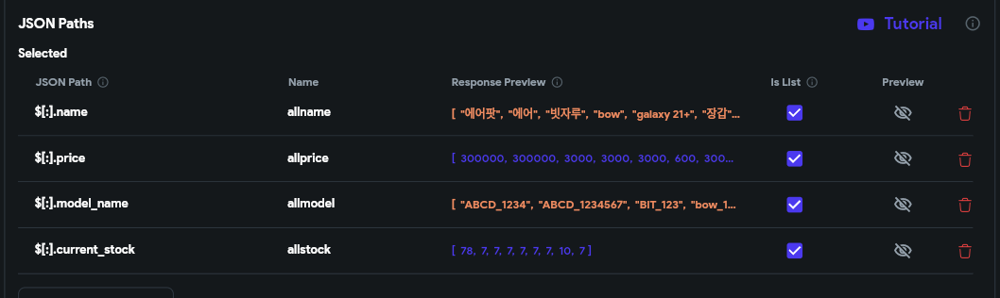 JSON Paths Tutorial
Selected
JSON Path Name Response Preview Is List Preview
$[:].name allname [ "에어팟", "에어", "빗자루", "bow", "galaxy 21+", "장갑"...
$[:].price allprice [ 300000, 300000, 3000, 3000, 3000, 600, 300...
$[:].model_name allmodel [ "ABCD_1234", "ABCD_1234567", "BIT_123", "bow_1...
$[:].current_stock allstock [ 78, 7, 7, 7, 7, 7, 7, 10, 7 ]